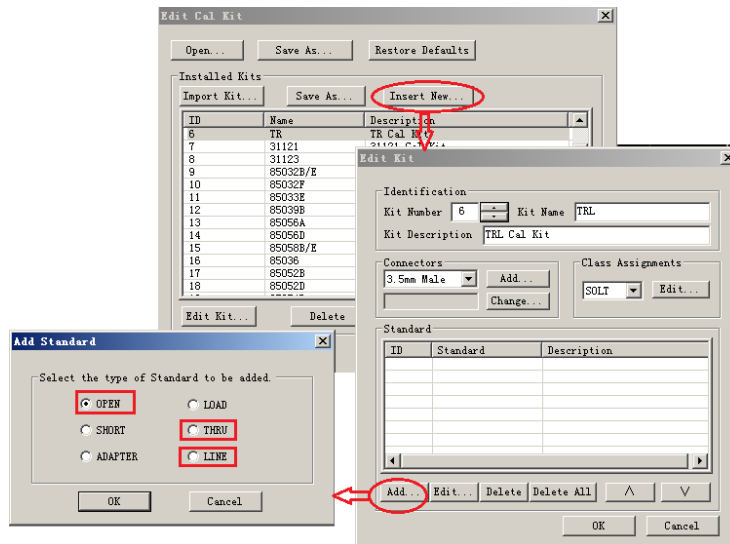 Edit Cal Kit
Open... Save As... Restore Defaults
Installed Kits
Import Kit... Save As... Insert New...
ID Name Description
6 TR TR Cal Kit
7 31121 31121 Cal Kit
8 31123
9 85032B/E
10 85032F
11 85033E
12 85039B
13 85056A
14 85056D
15 85058B/E
16 85036
17 85052B
18 85052D
Edit Kit... Delete
Edit Kit
Identification
Kit Number 6 Kit Name TRL
Kit Description TRL Cal Kit
Connectors
3.5mm Male Add...
Change...
Class Assignments
SOLT Edit...
Standard
ID Standard Description
Add... Edit... Delete Delete All
OK Cancel
Add Standard
Select the type of Standard to be added.
OPEN LOAD
SHORT THRU
ADAPTER LINE
OK Cancel